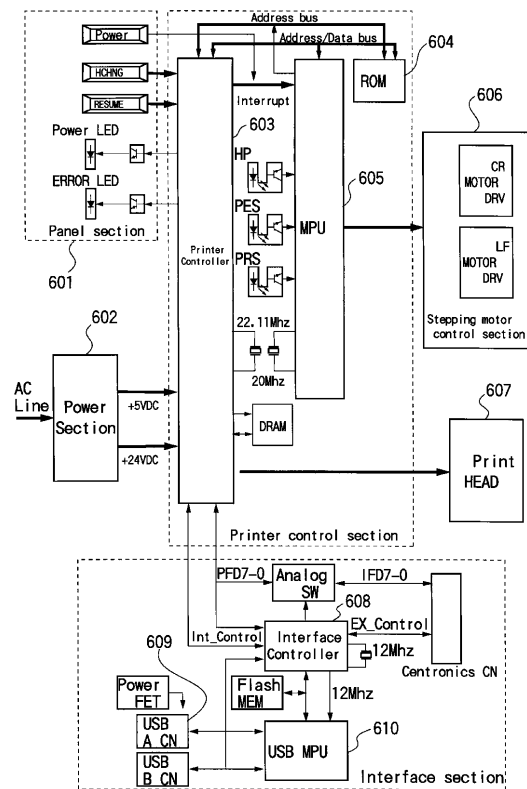 Address bus
Address/Data bus
604
Power
HCHNG
RESUME
ROM
Interrupt
603
606
Power LED
HP
605
CR
MOTOR
DRV
ERROR LED
PES
MPU
Panel section
Printer
Controller
LF
MOTOR
DRV
601
PRS
Stepping motor
control section
602
22.11Mhz
20Mhz
AC
Line
Power
Section
+5VDC
DRAM
607
+24VDC
Print
HEAD
Printer control section
PFD7-0
Analog
SW
IFD7-0
608
Int_Control
EX_Control
609
Interface
Controller
12Mhz
Centronics CN
Power
FET
Flash
MEM
12Mhz
USB
A CN
610
USB MPU
USB
B CN
Interface section